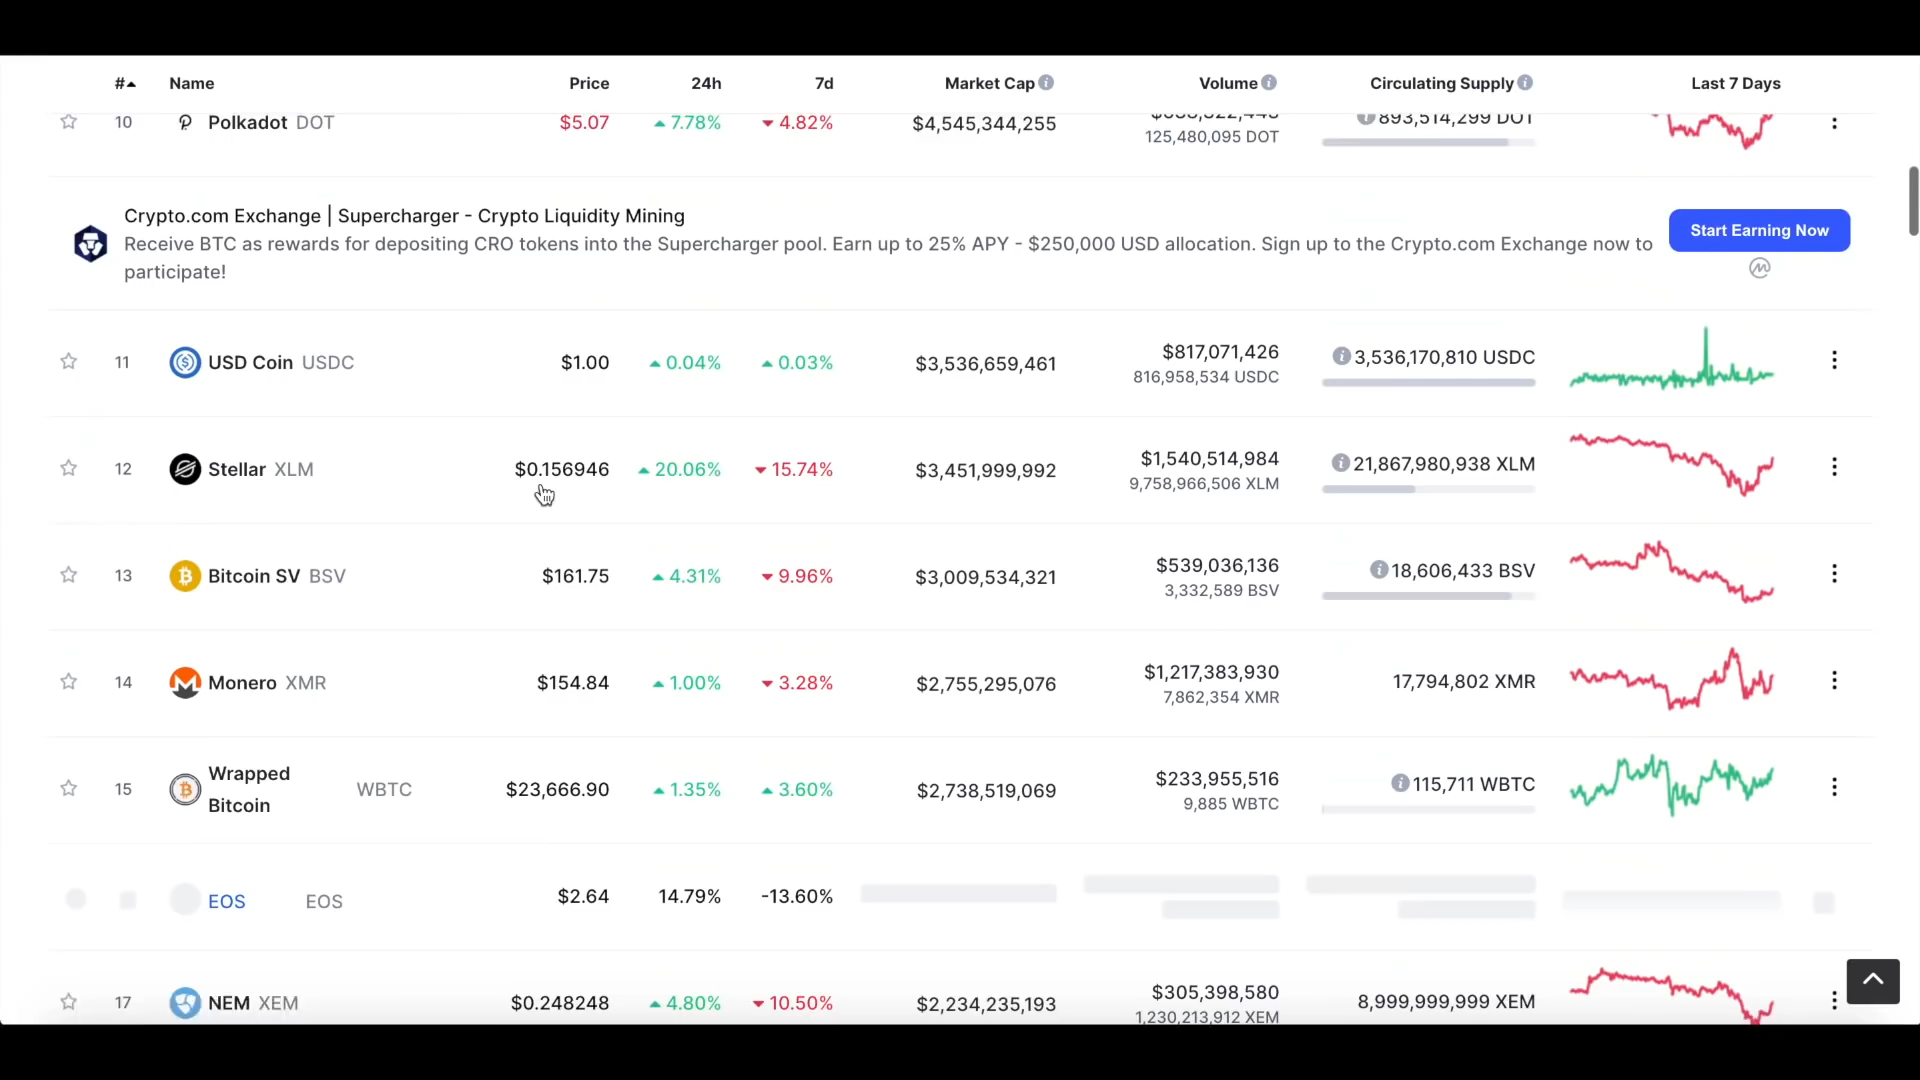 # Name Price 24h 7d Market Cap Volume Circulating Supply Last 7 Days
10 Polkadot DOT $5.07 7.78% 4.82% $4,545,344,255 893,514,299 DOT
125,480,095 DOT
Crypto.com Exchange | Supercharger - Crypto Liquidity Mining
Receive BTC as rewards for depositing CRO tokens into the Supercharger pool. Earn up to 25% APY - $250,000 USD allocation. Sign up to the Crypto.com Exchange now to
participate!
Start Earning Now
11 USD Coin USDC $1.00 0.04% 0.03% $3,536,659,461 $817,071,426 3,536,170,810 USDC
816,958,534 USDC
12 Stellar XLM $0.156946 20.06% 15.74% $3,451,999,992 $1,540,514,984 21,867,980,938 XLM
9,758,966,506 XLM
13 Bitcoin SV BSV $161.75 4.31% 9.96% $3,009,534,321 $539,036,136 18,606,433 BSV
3,332,589 BSV
14 Monero XMR $154.84 1.00% 3.28% $2,755,295,076 $1,217,383,930 17,794,802 XMR
7,862,354 XMR
15 Wrapped Bitcoin WBTC $23,666.90 1.35% 3.60% $2,738,519,069 $233,955,516 115,711 WBTC
9,885 WBTC
EOS EOS $2.64 14.79% -13.60%
17 NEM XEM $0.248248 4.80% 10.50% $2,234,235,193 $305,398,580 8,999,999,999 XEM
1,230,213,912 XEM